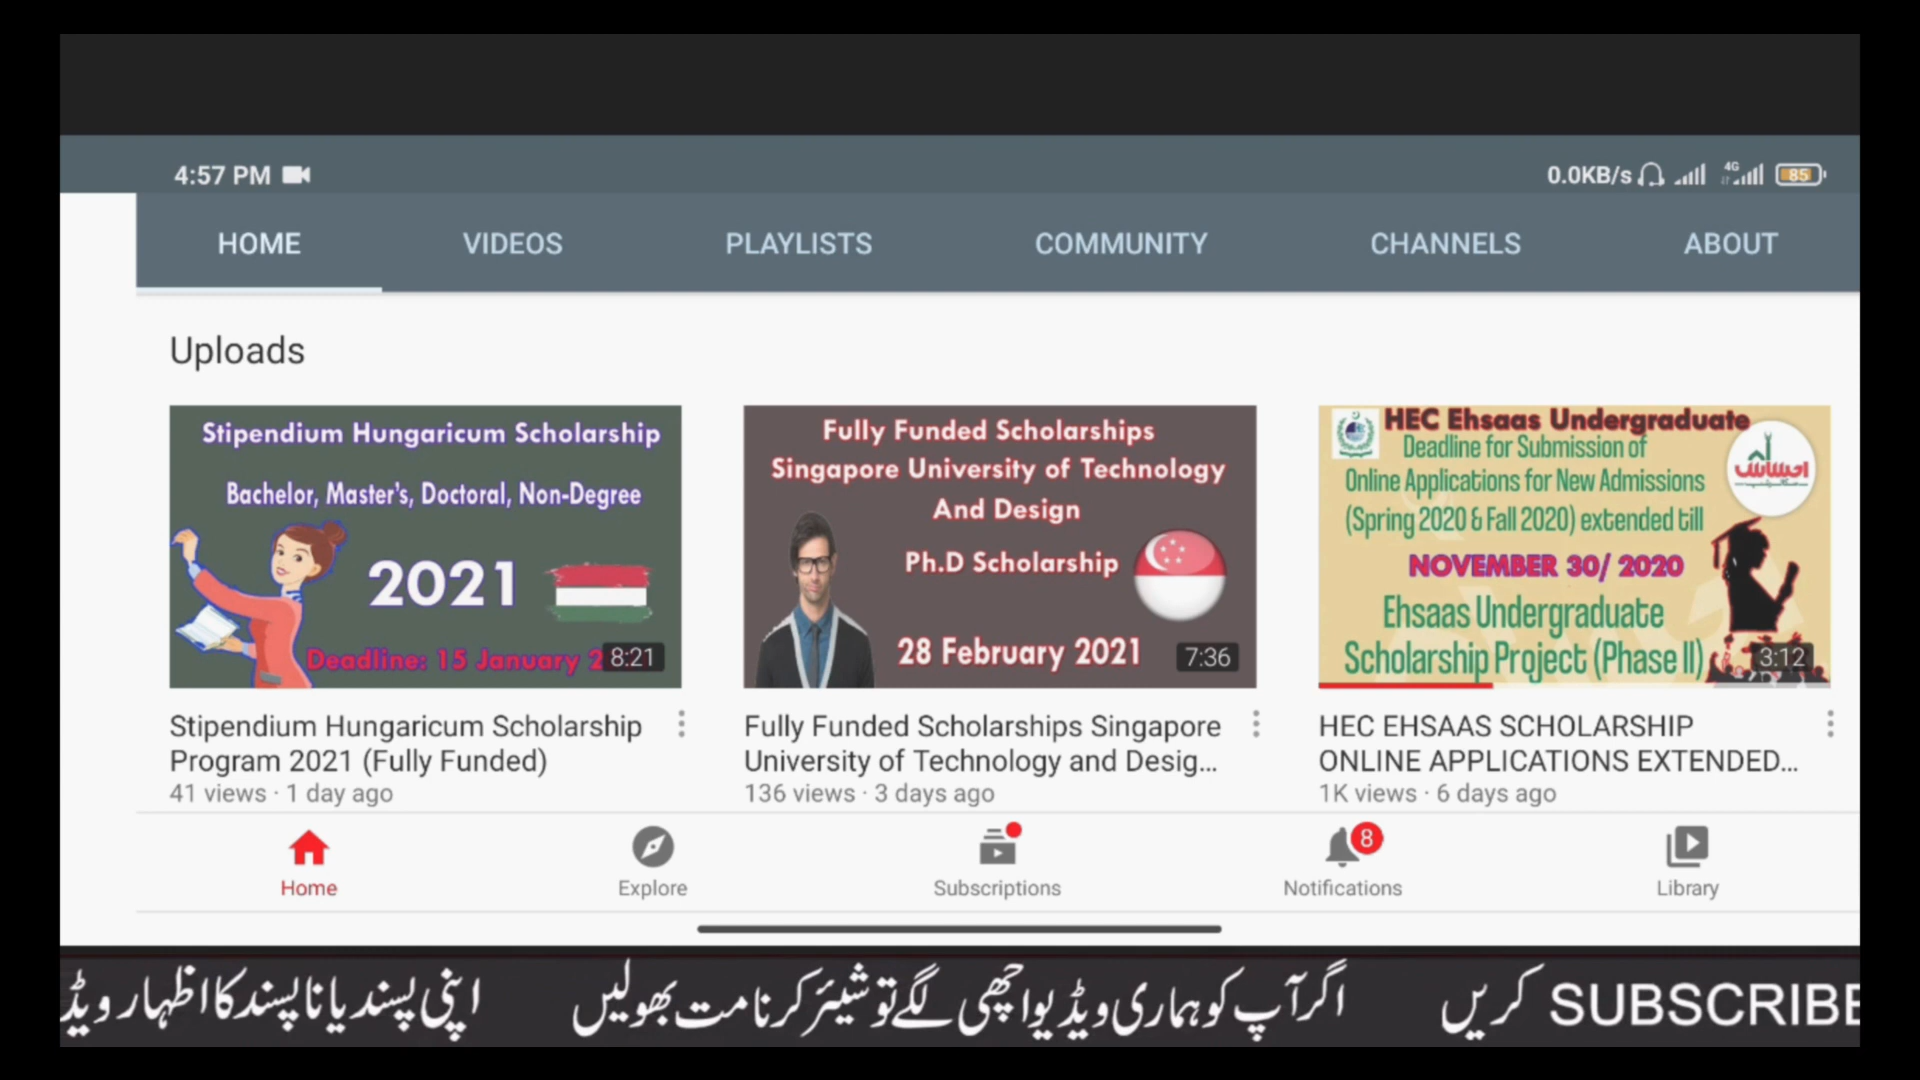 4:57 PM
0.0KB/s 4G 85
HOME VIDEOS PLAYLISTS COMMUNITY CHANNELS ABOUT
Uploads
Stipendium Hungaricum Scholarship
Bachelor, Master's, Doctoral, Non-Degree
2021
Deadline: 15 January 2
8:21
Stipendium Hungaricum Scholarship
Program 2021 (Fully Funded)
41 views · 1 day ago
Fully Funded Scholarships
Singapore University of Technology
And Design
Ph.D Scholarship
28 February 2021
7:36
Fully Funded Scholarships Singapore
University of Technology and Desig...
136 views · 3 days ago
HEC Ehsaas Undergraduate
Deadline for Submission of
Online Applications for New Admissions
(Spring 2020 & Fall 2020) extended till
NOVEMBER 30/ 2020
Ehsaas Undergraduate
Scholarship Project (Phase II)
احساس
3:12
HEC EHSAAS SCHOLARSHIP
ONLINE APPLICATIONS EXTENDED...
1K views · 6 days ago
Home Explore Subscriptions 8 Notifications Library
SUBSCRIBE کریں اگر آپ کو ہماری ویڈیو اچھی لگے تو شیئر کرنا مت بھولیں اپنی پسند یا نا پسند کا اظہار ویڈ